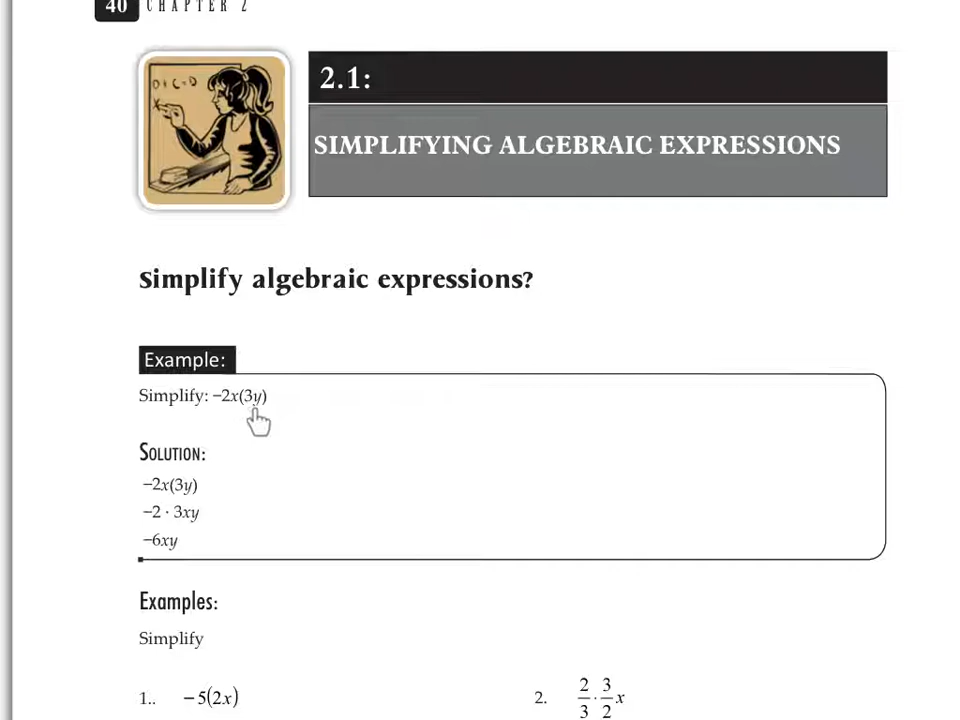 40 CHAPTER 2
2.1:
SIMPLIFYING ALGEBRAIC EXPRESSIONS
Simplify algebraic expressions?
Example:
Simplify: −2x(3y)
SOLUTION:
−2x(3y)
−2 · 3xy
−6xy
Examples:
Simplify
1.. −5(2x)
2. 2/3 · 3/2 x